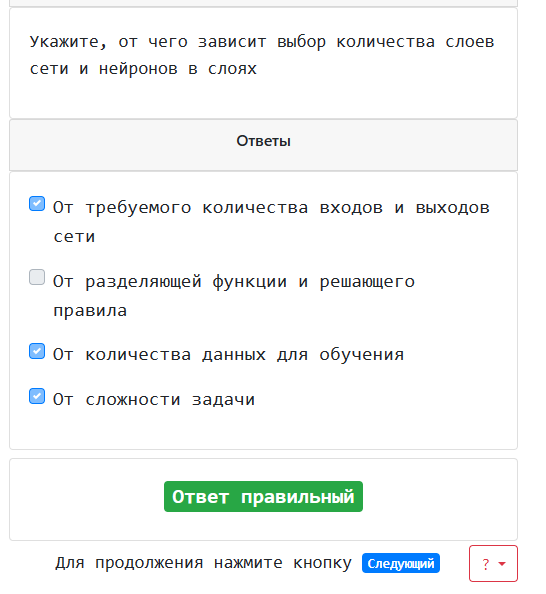 Укажите, от чего зависит выбор количества слоев
сети и нейронов в слоях
Ответы
От требуемого количества входов и выходов
сети
От разделяющей функции и решающего
правила
От количества данных для обучения
От сложности задачи
Ответ правильный
Для продолжения нажмите кнопку Следующий
?